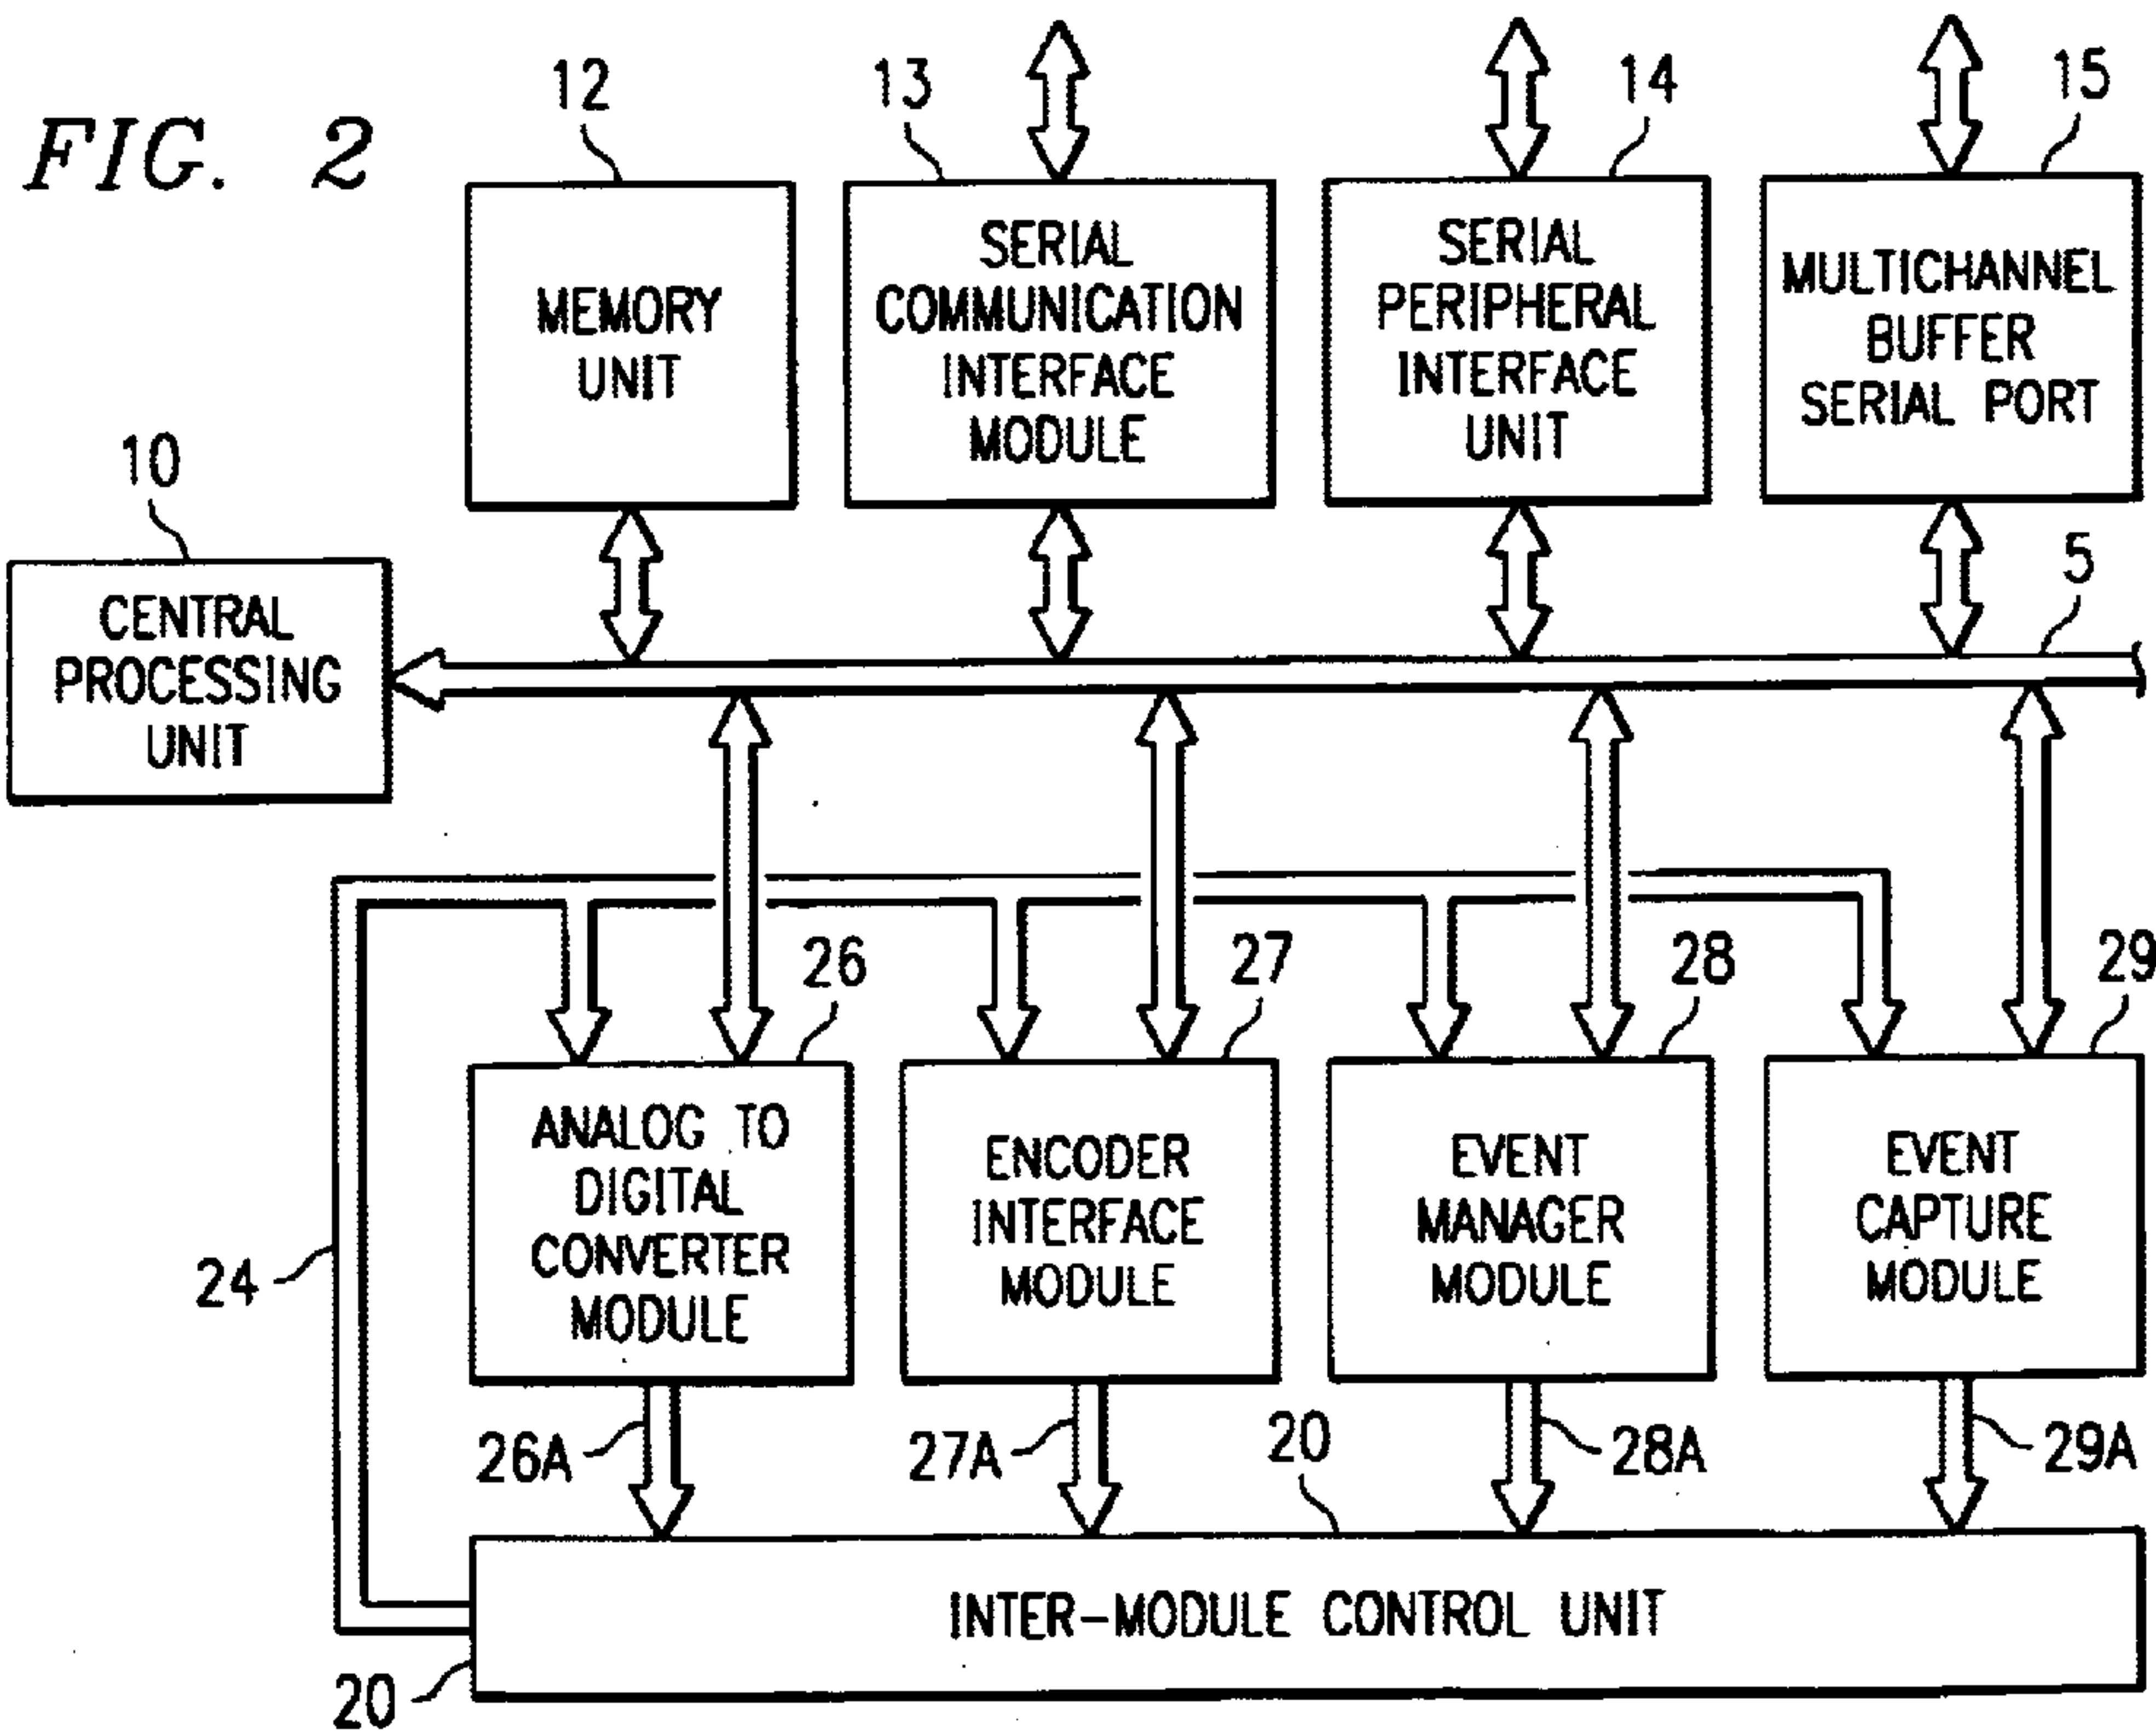 FIG. 2
12
13
14
15
MEMORY
UNIT
SERIAL
COMMUNICATION
INTERFACE
MODULE
SERIAL
PERIPHERAL
INTERFACE
UNIT
MULTICHANNEL
BUFFER
SERIAL PORT
10
CENTRAL
PROCESSING
UNIT
5
26
27
28
29
ANALOG TO
DIGITAL
CONVERTER
MODULE
ENCODER
INTERFACE
MODULE
EVENT
MANAGER
MODULE
EVENT
CAPTURE
MODULE
24
26A
27A
20
28A
29A
INTER-MODULE CONTROL UNIT
20